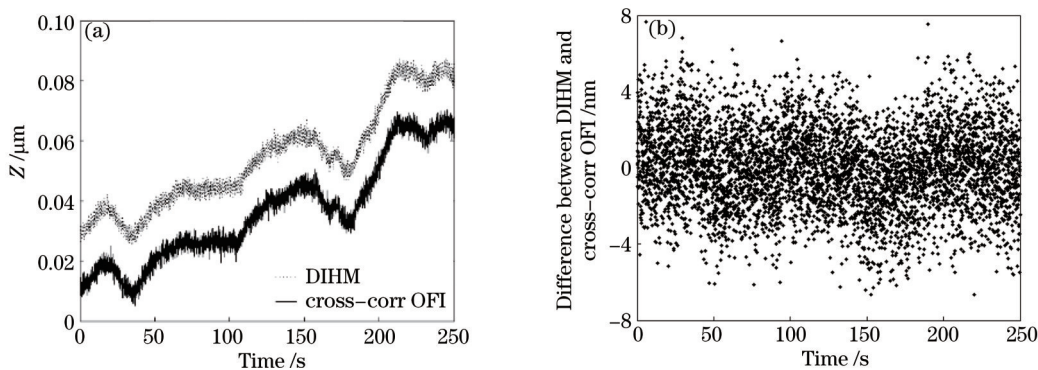 (a)
0.10
0.08
0.06
0.04
0.02
0
Z /μm
DIHM
cross-corr OFI
0 50 100 150 200 250
Time /s
(b)
8
4
0
-4
-8
Difference between DIHM and
cross-corr OFI /nm
0 50 100 150 200 250
Time /s